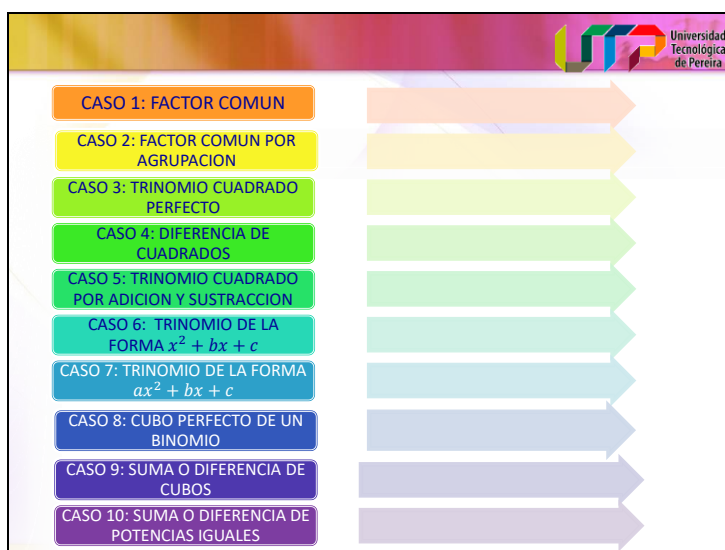 Universidad
Tecnológica
de Pereira
CASO 1: FACTOR COMUN
CASO 2: FACTOR COMUN POR
AGRUPACION
CASO 3: TRINOMIO CUADRADO
PERFECTO
CASO 4: DIFERENCIA DE
CUADRADOS
CASO 5: TRINOMIO CUADRADO
POR ADICION Y SUSTRACCION
CASO 6: TRINOMIO DE LA
FORMA x² + bx + c
CASO 7: TRINOMIO DE LA FORMA
ax² + bx + c
CASO 8: CUBO PERFECTO DE UN
BINOMIO
CASO 9: SUMA O DIFERENCIA DE
CUBOS
CASO 10: SUMA O DIFERENCIA DE
POTENCIAS IGUALES